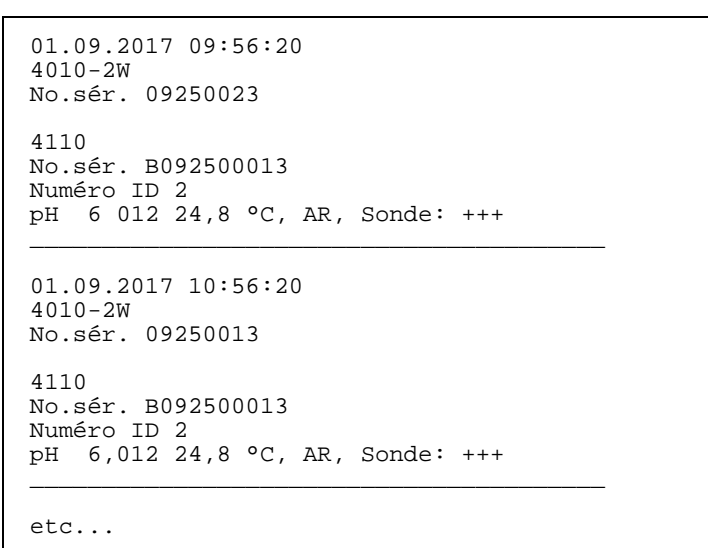 01.09.2017 09:56:20
4010-2W
No.sér. 09250023
4110
No.sér. B092500013
Numéro ID 2
pH  6 012 24,8 °C, AR, Sonde: +++
01.09.2017 10:56:20
4010-2W
No.sér. 09250013
4110
No.sér. B092500013
Numéro ID 2
pH  6,012 24,8 °C, AR, Sonde: +++
etc...